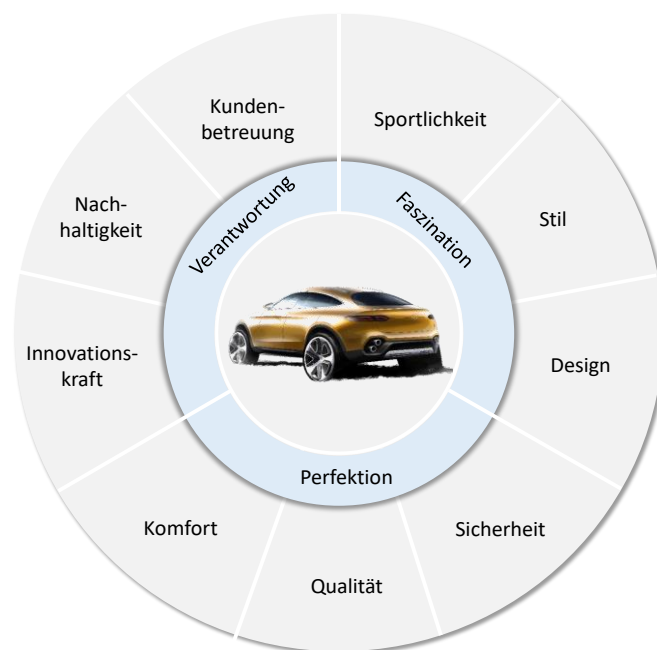 Kunden-
betreuung
Sportlichkeit
Nach-
haltigkeit
Verantwortung
Faszination
Stil
Innovations-
kraft
Design
Perfektion
Komfort
Sicherheit
Qualität